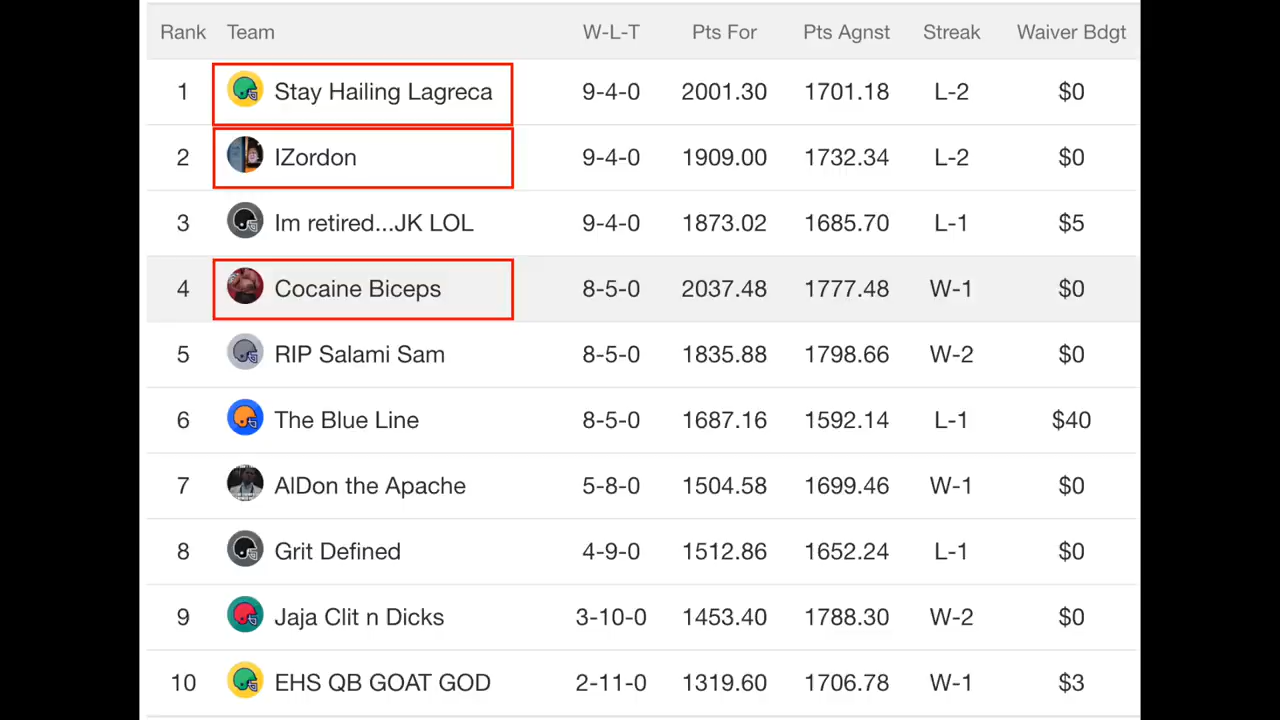 Rank Team W-L-T Pts For Pts Agnst Streak Waiver Bdgt
1 Stay Hailing Lagreca 9-4-0 2001.30 1701.18 L-2 $0
2 IZordon 9-4-0 1909.00 1732.34 L-2 $0
3 Im retired...JK LOL 9-4-0 1873.02 1685.70 L-1 $5
4 Cocaine Biceps 8-5-0 2037.48 1777.48 W-1 $0
5 RIP Salami Sam 8-5-0 1835.88 1798.66 W-2 $0
6 The Blue Line 8-5-0 1687.16 1592.14 L-1 $40
7 AlDon the Apache 5-8-0 1504.58 1699.46 W-1 $0
8 Grit Defined 4-9-0 1512.86 1652.24 L-1 $0
9 Jaja Clit n Dicks 3-10-0 1453.40 1788.30 W-2 $0
10 EHS QB GOAT GOD 2-11-0 1319.60 1706.78 W-1 $3